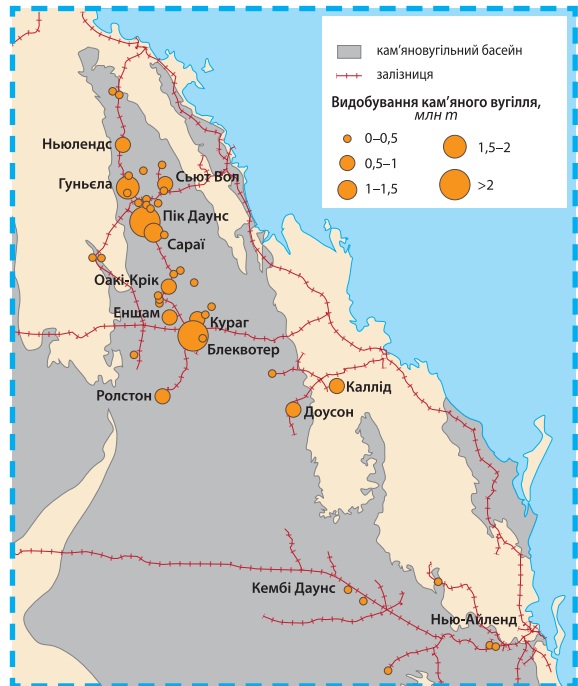 кам'яновугільний басейн
залізниця
Видобування кам'яного вугілля,
млн т
0–0,5
0,5–1
1–1,5
1,5–2
>2
Ньюлендс
Гуньєла
Сьют Вол
Пік Даунс
Сараї
Оакі-Крік
Еншам
Кураг
Блеквотер
Ролстон
Каллід
Доусон
Кембі Даунс
Нью-Айленд